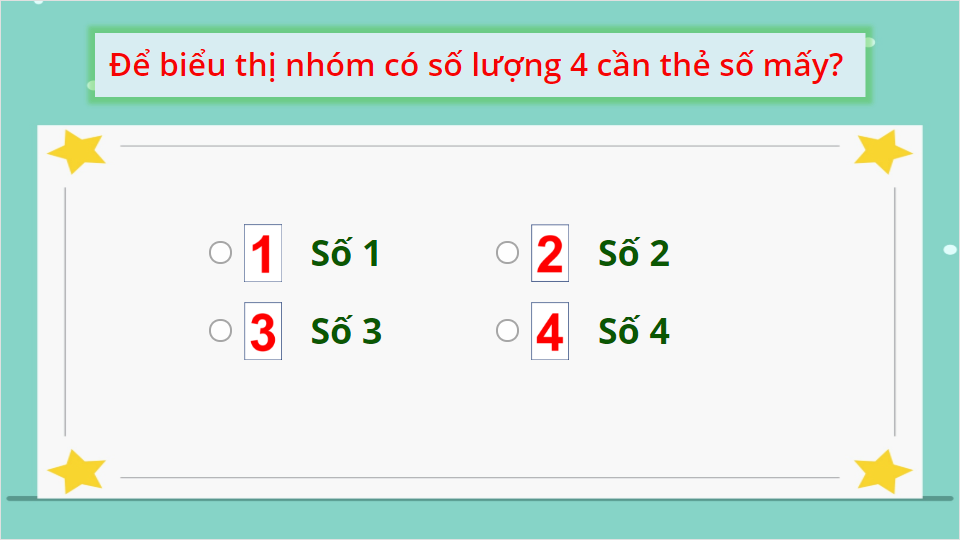 Để biểu thị nhóm có số lượng 4 cần thẻ số mấy?
1 Số 1
2 Số 2
3 Số 3
4 Số 4